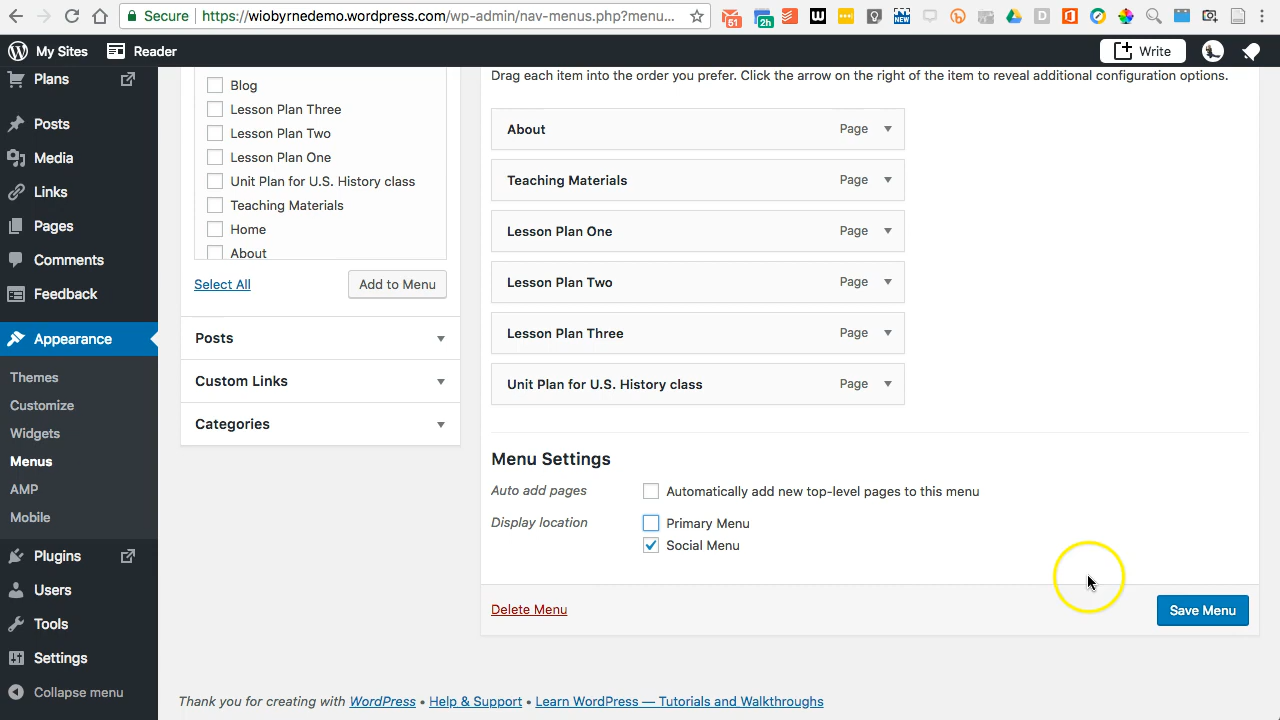 Secure https://wiobyrnedemo.wordpress.com/wp-admin/nav-menus.php?menu...
51
2h
W
NEW
D
My Sites Reader Write
Plans
Posts
Media
Links
Pages
Comments
Feedback
Appearance
Themes
Customize
Widgets
Menus
AMP
Mobile
Plugins
Users
Tools
Settings
Collapse menu
Blog
Lesson Plan Three
Lesson Plan Two
Lesson Plan One
Unit Plan for U.S. History class
Teaching Materials
Home
About
Select All Add to Menu
Posts
Custom Links
Categories
Drag each item into the order you prefer. Click the arrow on the right of the item to reveal additional configuration options.
About Page
Teaching Materials Page
Lesson Plan One Page
Lesson Plan Two Page
Lesson Plan Three Page
Unit Plan for U.S. History class Page
Menu Settings
Auto add pages Automatically add new top-level pages to this menu
Display location Primary Menu
Social Menu
Delete Menu Save Menu
Thank you for creating with WordPress • Help & Support • Learn WordPress — Tutorials and Walkthroughs